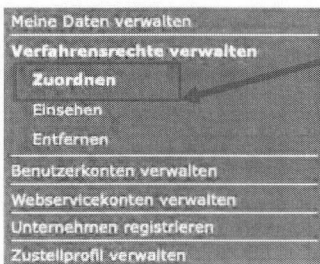 Meine Daten verwalten
Verfahrensrechte verwalten
Zuordnen
Einsehen
Entfernen
Benutzerkonten verwalten
Webservicekonten verwalten
Unternehmen registrieren
Zustellprofil verwalten